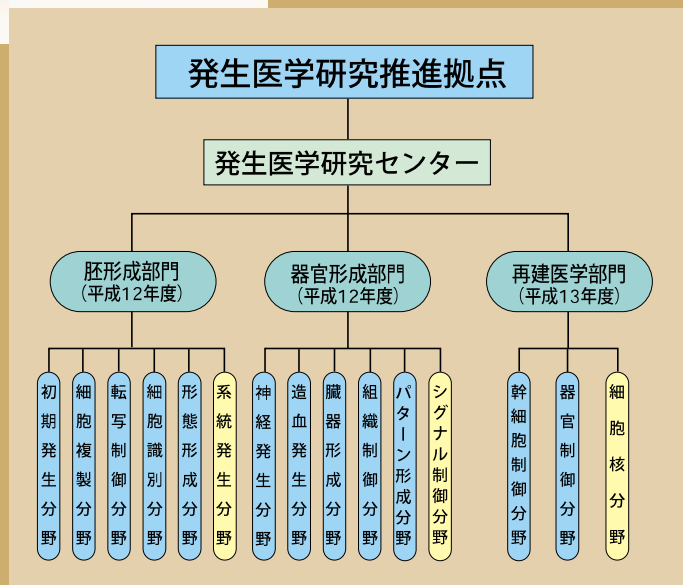 発生医学研究推進拠点
発生医学研究センター
胚形成部門
（平成12年度）
器官形成部門
（平成12年度）
再建医学部門
（平成13年度）
初期発生分野
細胞複製分野
転写制御分野
細胞識別分野
形態形成分野
系統発生分野
神経発生分野
造血発生分野
臓器形成分野
組織制御分野
パターン形成分野
シグナル制御分野
幹細胞制御分野
器官制御分野
細胞核分野